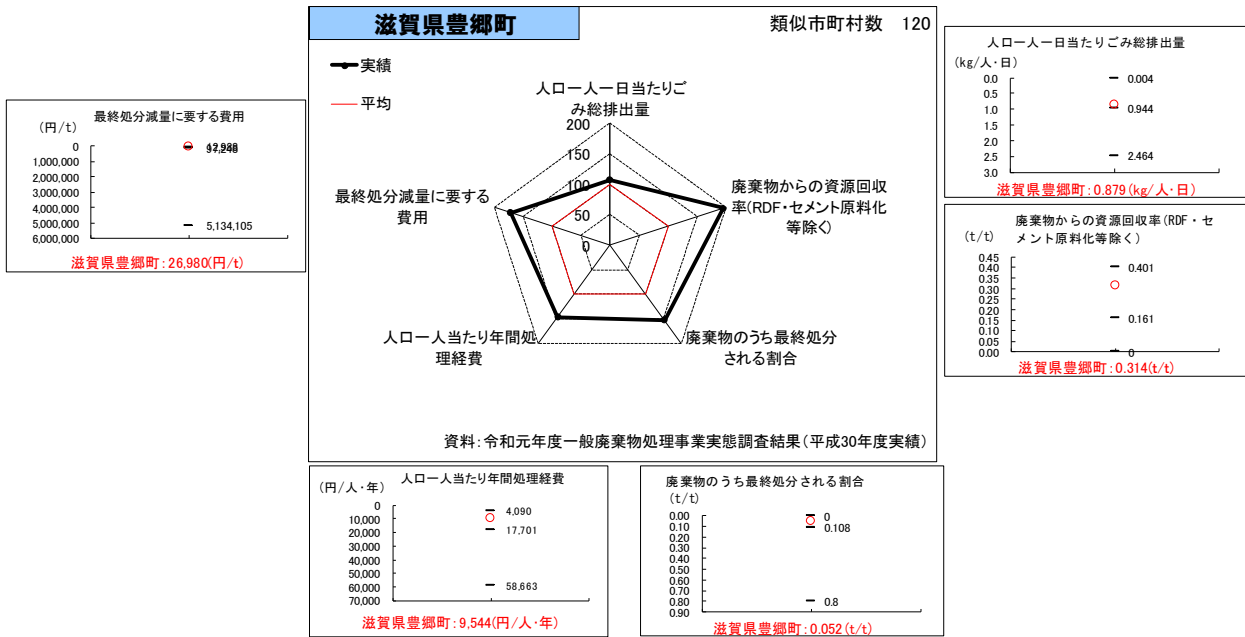 滋賀県豊郷町
類似市町村数 120
実績
平均
人口一人一日当たりご
み総排出量
200
150
100
50
0
廃棄物からの資源回収
率(RDF・セメント原料化
等除く)
廃棄物のうち最終処分
される割合
人口一人当たり年間処
理経費
最終処分減量に要する
費用
資料:令和元年度一般廃棄物処理事業実態調査結果(平成30年度実績)
最終処分減量に要する費用
(円/t)
0
1,000,000
2,000,000
3,000,000
4,000,000
5,000,000
6,000,000
5,134,105
滋賀県豊郷町:26,980(円/t)
人口一人一日当たりごみ総排出量
(kg/人・日)
0.0
0.5
1.0
1.5
2.0
2.5
3.0
0.004
0.944
2.464
滋賀県豊郷町:0.879(kg/人・日)
廃棄物からの資源回収率(RDF・セ
メント原料化等除く)
(t/t)
0.45
0.40
0.35
0.30
0.25
0.20
0.15
0.10
0.05
0.00
0.401
0.161
0
滋賀県豊郷町:0.314(t/t)
人口一人当たり年間処理経費
(円/人・年)
0
10,000
20,000
30,000
40,000
50,000
60,000
70,000
4,090
17,701
58,663
滋賀県豊郷町:9,544(円/人・年)
廃棄物のうち最終処分される割合
(t/t)
0.00
0.10
0.20
0.30
0.40
0.50
0.60
0.70
0.80
0.90
0
0.108
0.8
滋賀県豊郷町:0.052(t/t)